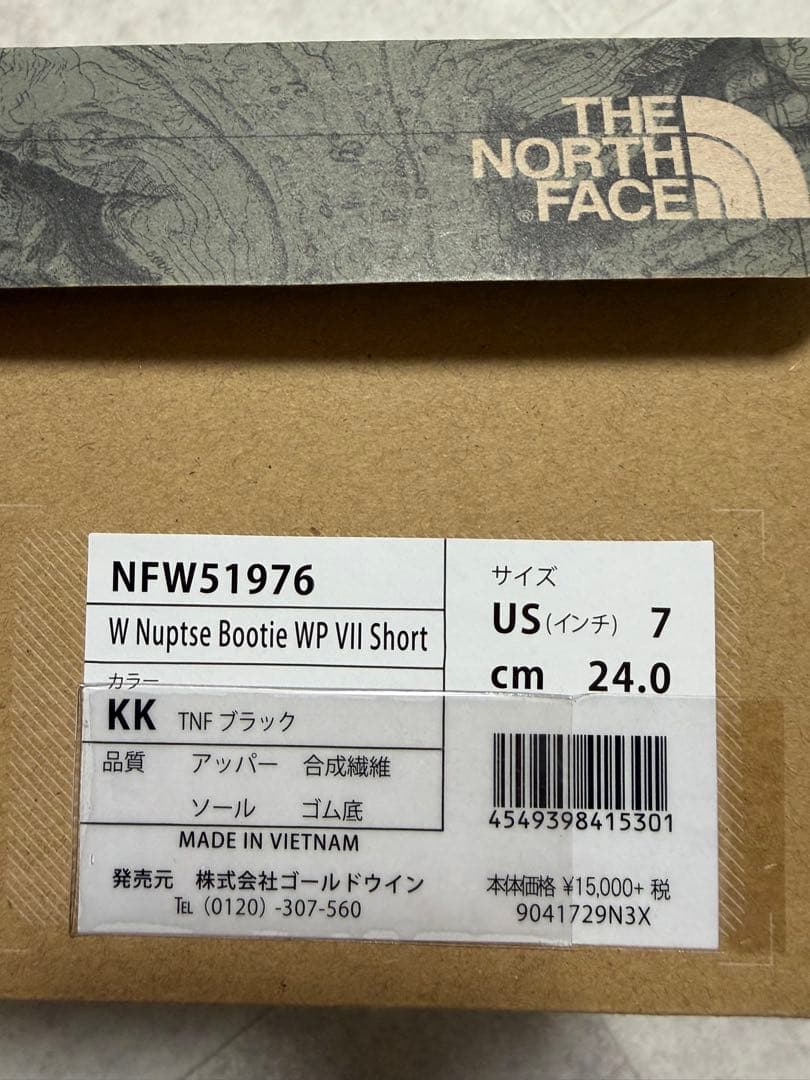 THE
NORTH
FACE
®
NFW51976
W Nuptse Bootie WP VII Short
カラー
KK TNF ブラック
品質 アッパー 合成繊維
ソール ゴム底
MADE IN VIETNAM
発売元 株式会社ゴールドウイン
TEL (0120) -307-560
サイズ
US (インチ) 7
cm 24.0
4549398415301
本体価格 ¥15,000+ 税
9041729N3X